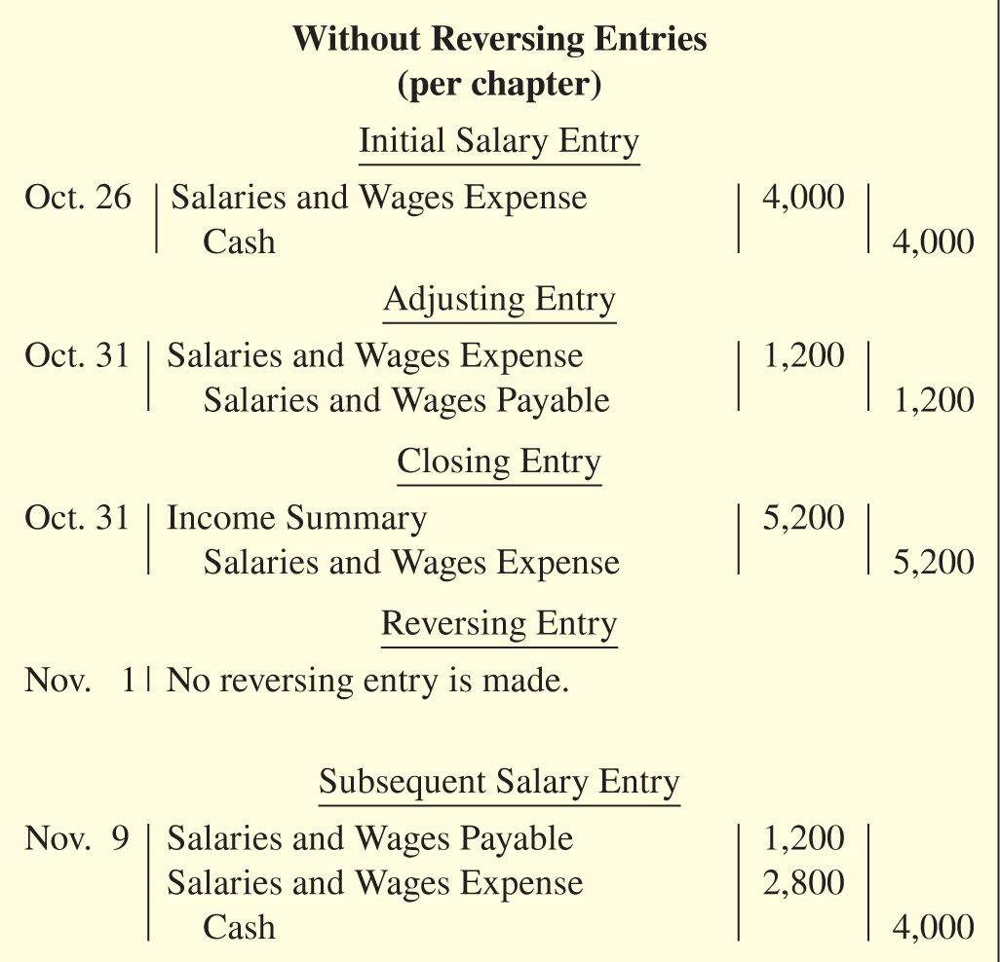 Without Reversing Entries
(per chapter)
Initial Salary Entry
Oct. 26 Salaries and Wages Expense 4,000
Cash 4,000
Adjusting Entry
Oct. 31 Salaries and Wages Expense 1,200
Salaries and Wages Payable 1,200
Closing Entry
Oct. 31 Income Summary 5,200
Salaries and Wages Expense 5,200
Reversing Entry
Nov. 1 No reversing entry is made.
Subsequent Salary Entry
Nov. 9 Salaries and Wages Payable 1,200
Salaries and Wages Expense 2,800
Cash 4,000